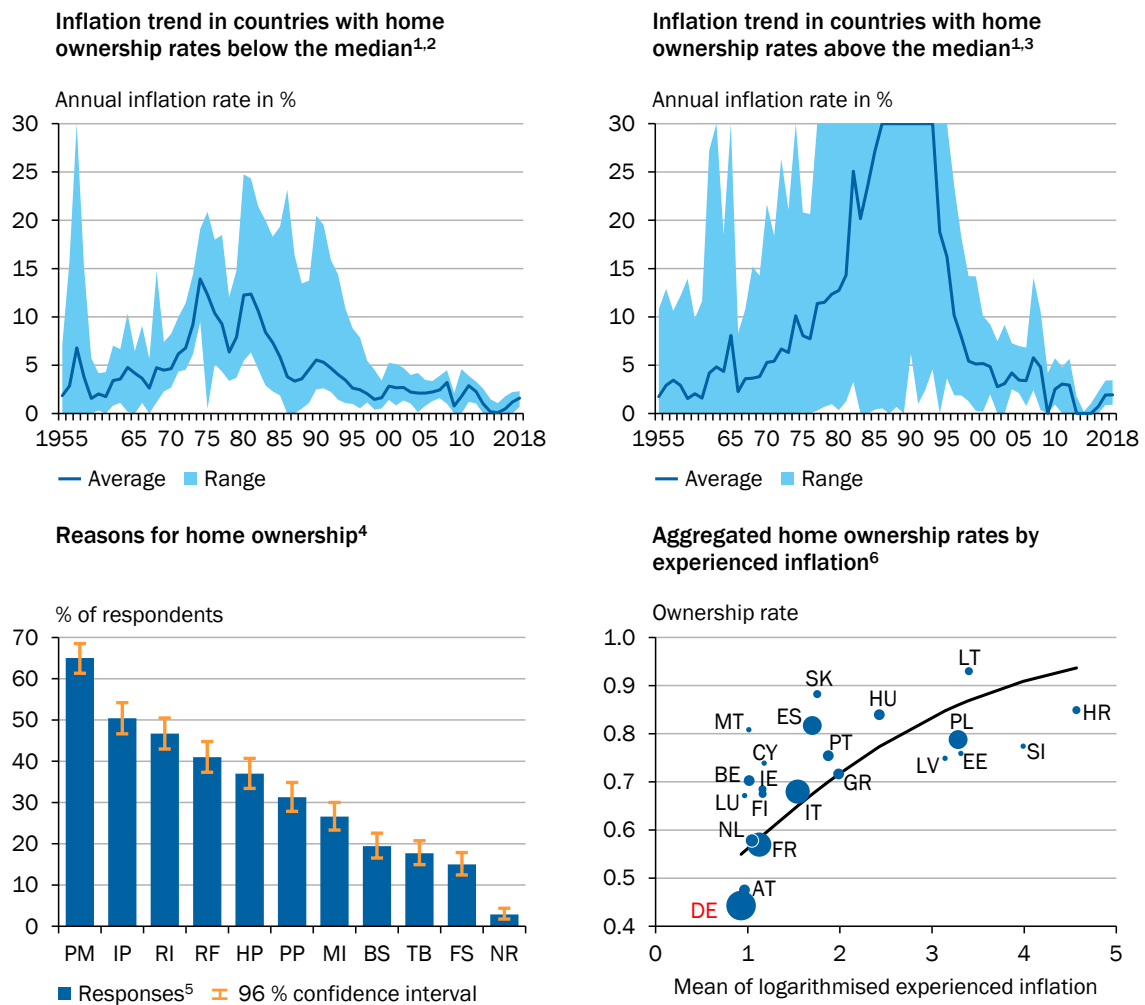 Inflation trend in countries with home
ownership rates below the median1,2
Annual inflation rate in %
30
25
20
15
10
5
0
1955 65 70 75 80 85 90 95 00 05 10 2018
Average Range
Inflation trend in countries with home
ownership rates above the median1,3
Annual inflation rate in %
30
25
20
15
10
5
0
1955 65 70 75 80 85 90 95 00 05 10 2018
Average Range
Reasons for home ownership4
% of respondents
70
60
50
40
30
20
10
0
PM IP RI RF HP PP MI BS TB FS NR
Responses5 96 % confidence interval
Aggregated home ownership rates by
experienced inflation6
Ownership rate
1.0
0.9
0.8
0.7
0.6
0.5
0.4
LT
SK
HU
HR
MT
ES
PL
PT
CY
SI
EE
LV
BE
IE
GR
LU
FI
IT
NL
FR
AT
DE
0 1 2 3 4 5
Mean of logarithmised experienced inflation